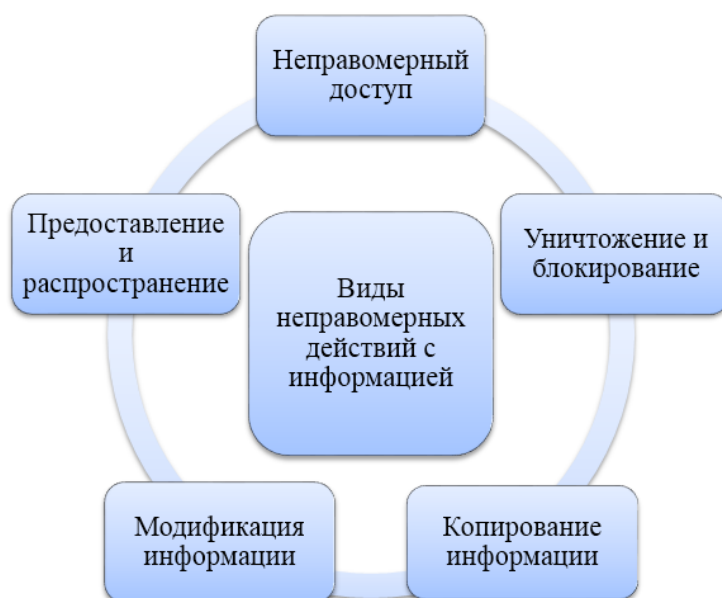 Неправомерный
доступ
Предоставление
и
распространение
Уничтожение и
блокирование
Виды
неправомерных
действий с
информацией
Модификация
информации
Копирование
информации